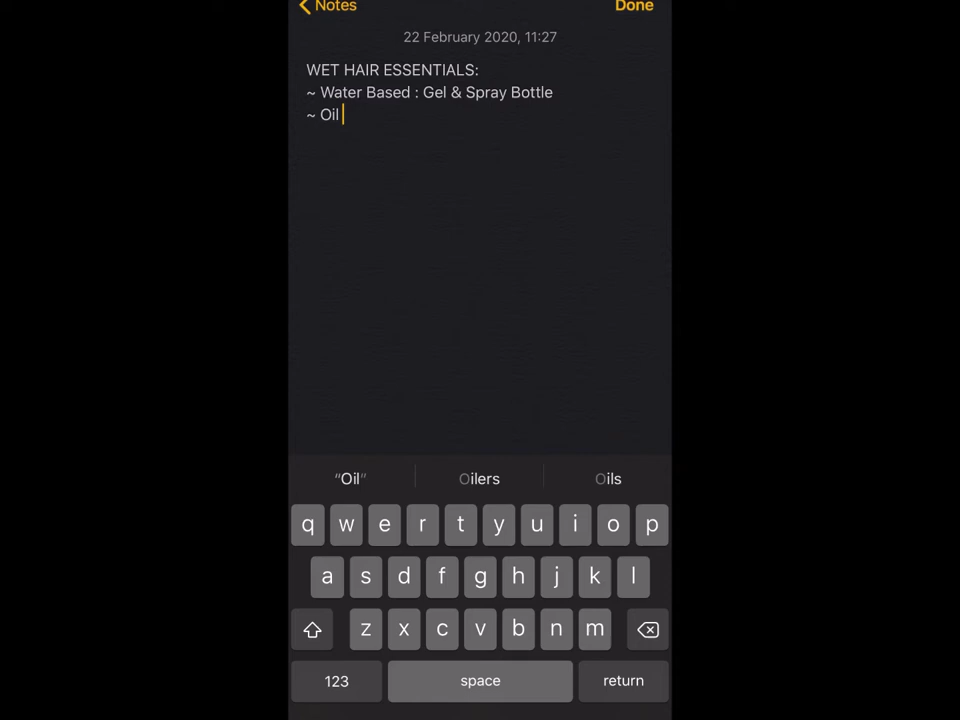 Notes Done
22 February 2020, 11:27
WET HAIR ESSENTIALS:
~ Water Based : Gel & Spray Bottle
~ Oil
"Oil" Oilers Oils
q w e r t y u i o p
a s d f g h j k l
z x c v b n m
123 space return